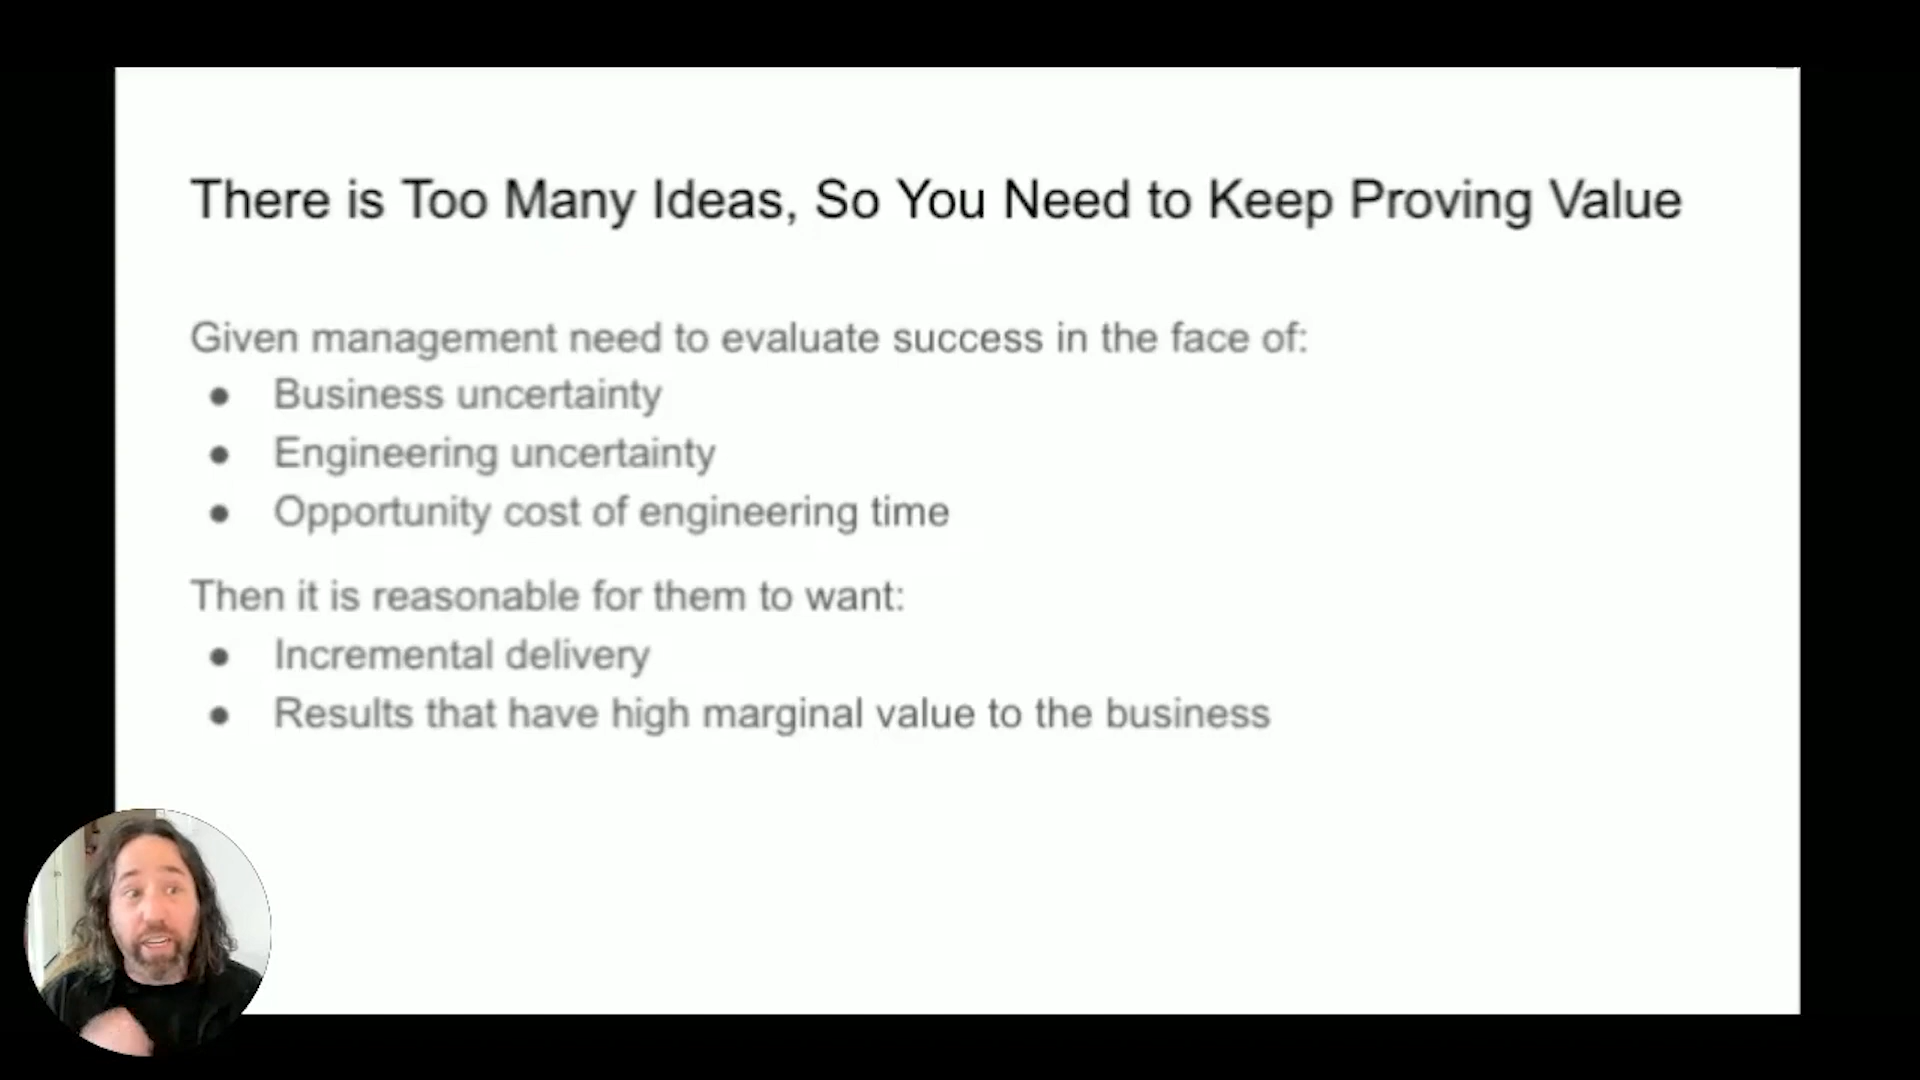 There is Too Many Ideas, So You Need to Keep Proving Value
Given management need to evaluate success in the face of:
● Business uncertainty
● Engineering uncertainty
● Opportunity cost of engineering time
Then it is reasonable for them to want:
● Incremental delivery
● Results that have high marginal value to the business